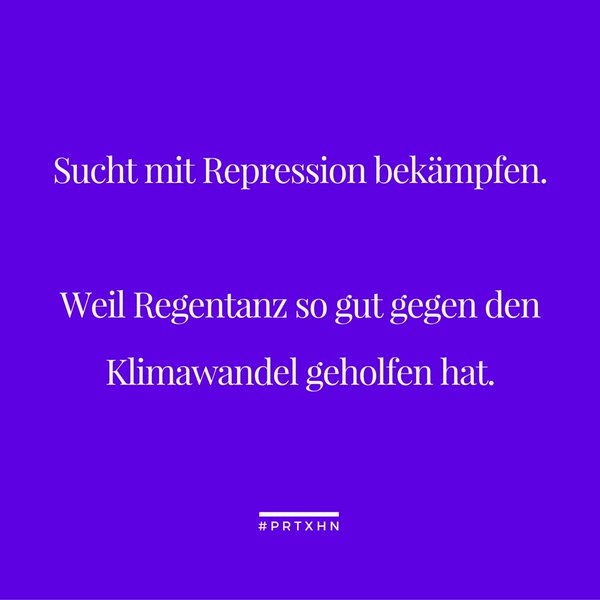 Sucht mit Repression bekämpfen.
Weil Regentanz so gut gegen den
Klimawandel geholfen hat.
#PRTXHN